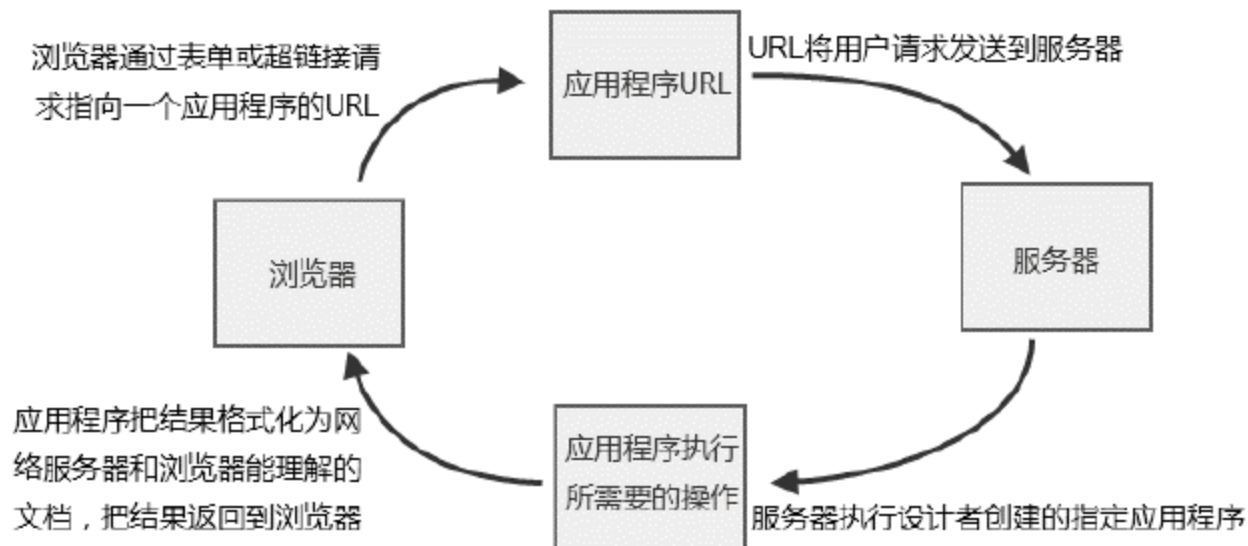 浏览器通过表单或超链接请
求指向一个应用程序的URL
应用程序URL
URL将用户请求发送到服务器
浏览器
服务器
应用程序把结果格式化为网
络服务器和浏览器能理解的
文档，把结果返回到浏览器
应用程序执行
所需要的操作
服务器执行设计者创建的指定应用程序